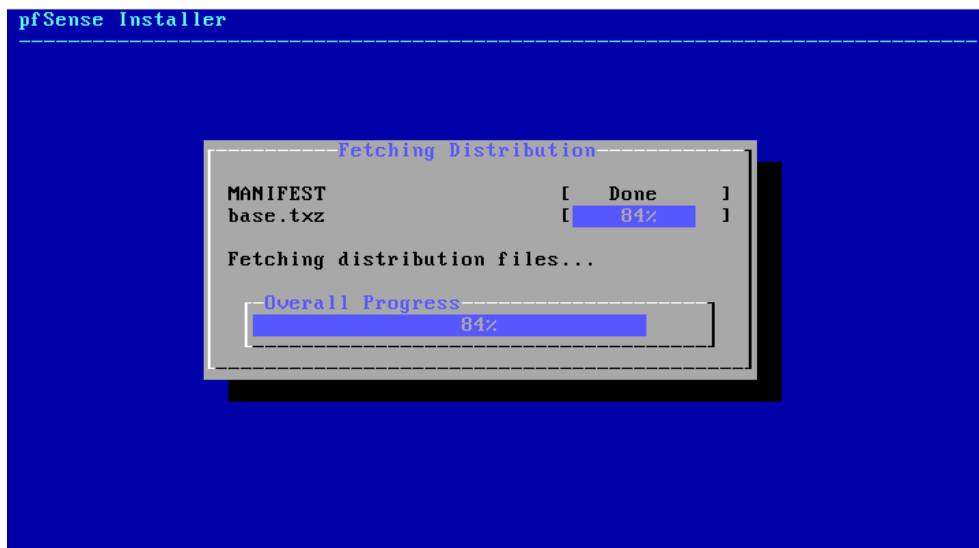 pfSense Installer
Fetching Distribution
MANIFEST [ Done ]
base.txz [ 84% ]
Fetching distribution files...
Overall Progress
84%